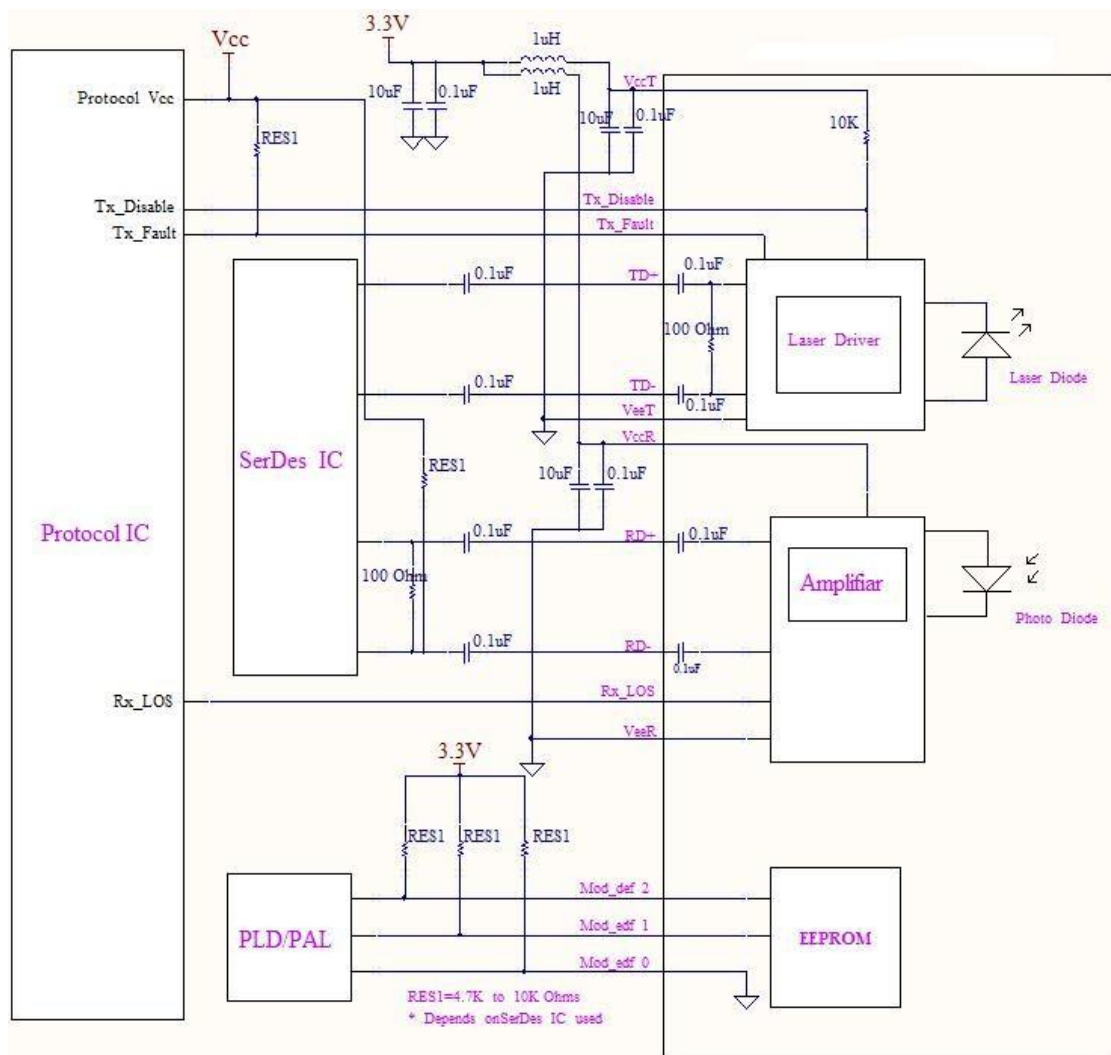 3.3V
1uH
Vcc
1uH
VccT
Protocol Vcc
10uF
0.1uF
10uF
0.1uF
10K
RES1
Tx_Disable
Tx_Disable
Tx_Fault
Tx_Fault
0.1uF
TD+
0.1uF
100 Ohm
Laser Driver
0.1uF
TD-
0.1uF
Laser Diode
VeeT
VccR
SerDes IC
RES1
10uF
0.1uF
Protocol IC
0.1uF
RD+
0.1uF
100 Ohm
Amplifiar
Photo Diode
0.1uF
RD-
0.1uF
Rx_LOS
Rx_LOS
VeeR
3.3V
RES1
RES1
RES1
Mod_def 2
PLD/PAL
Mod_edf 1
EEPROM
Mod_edf 0
RES1=4.7K to 10K Ohms
* Depends onSerDes IC used